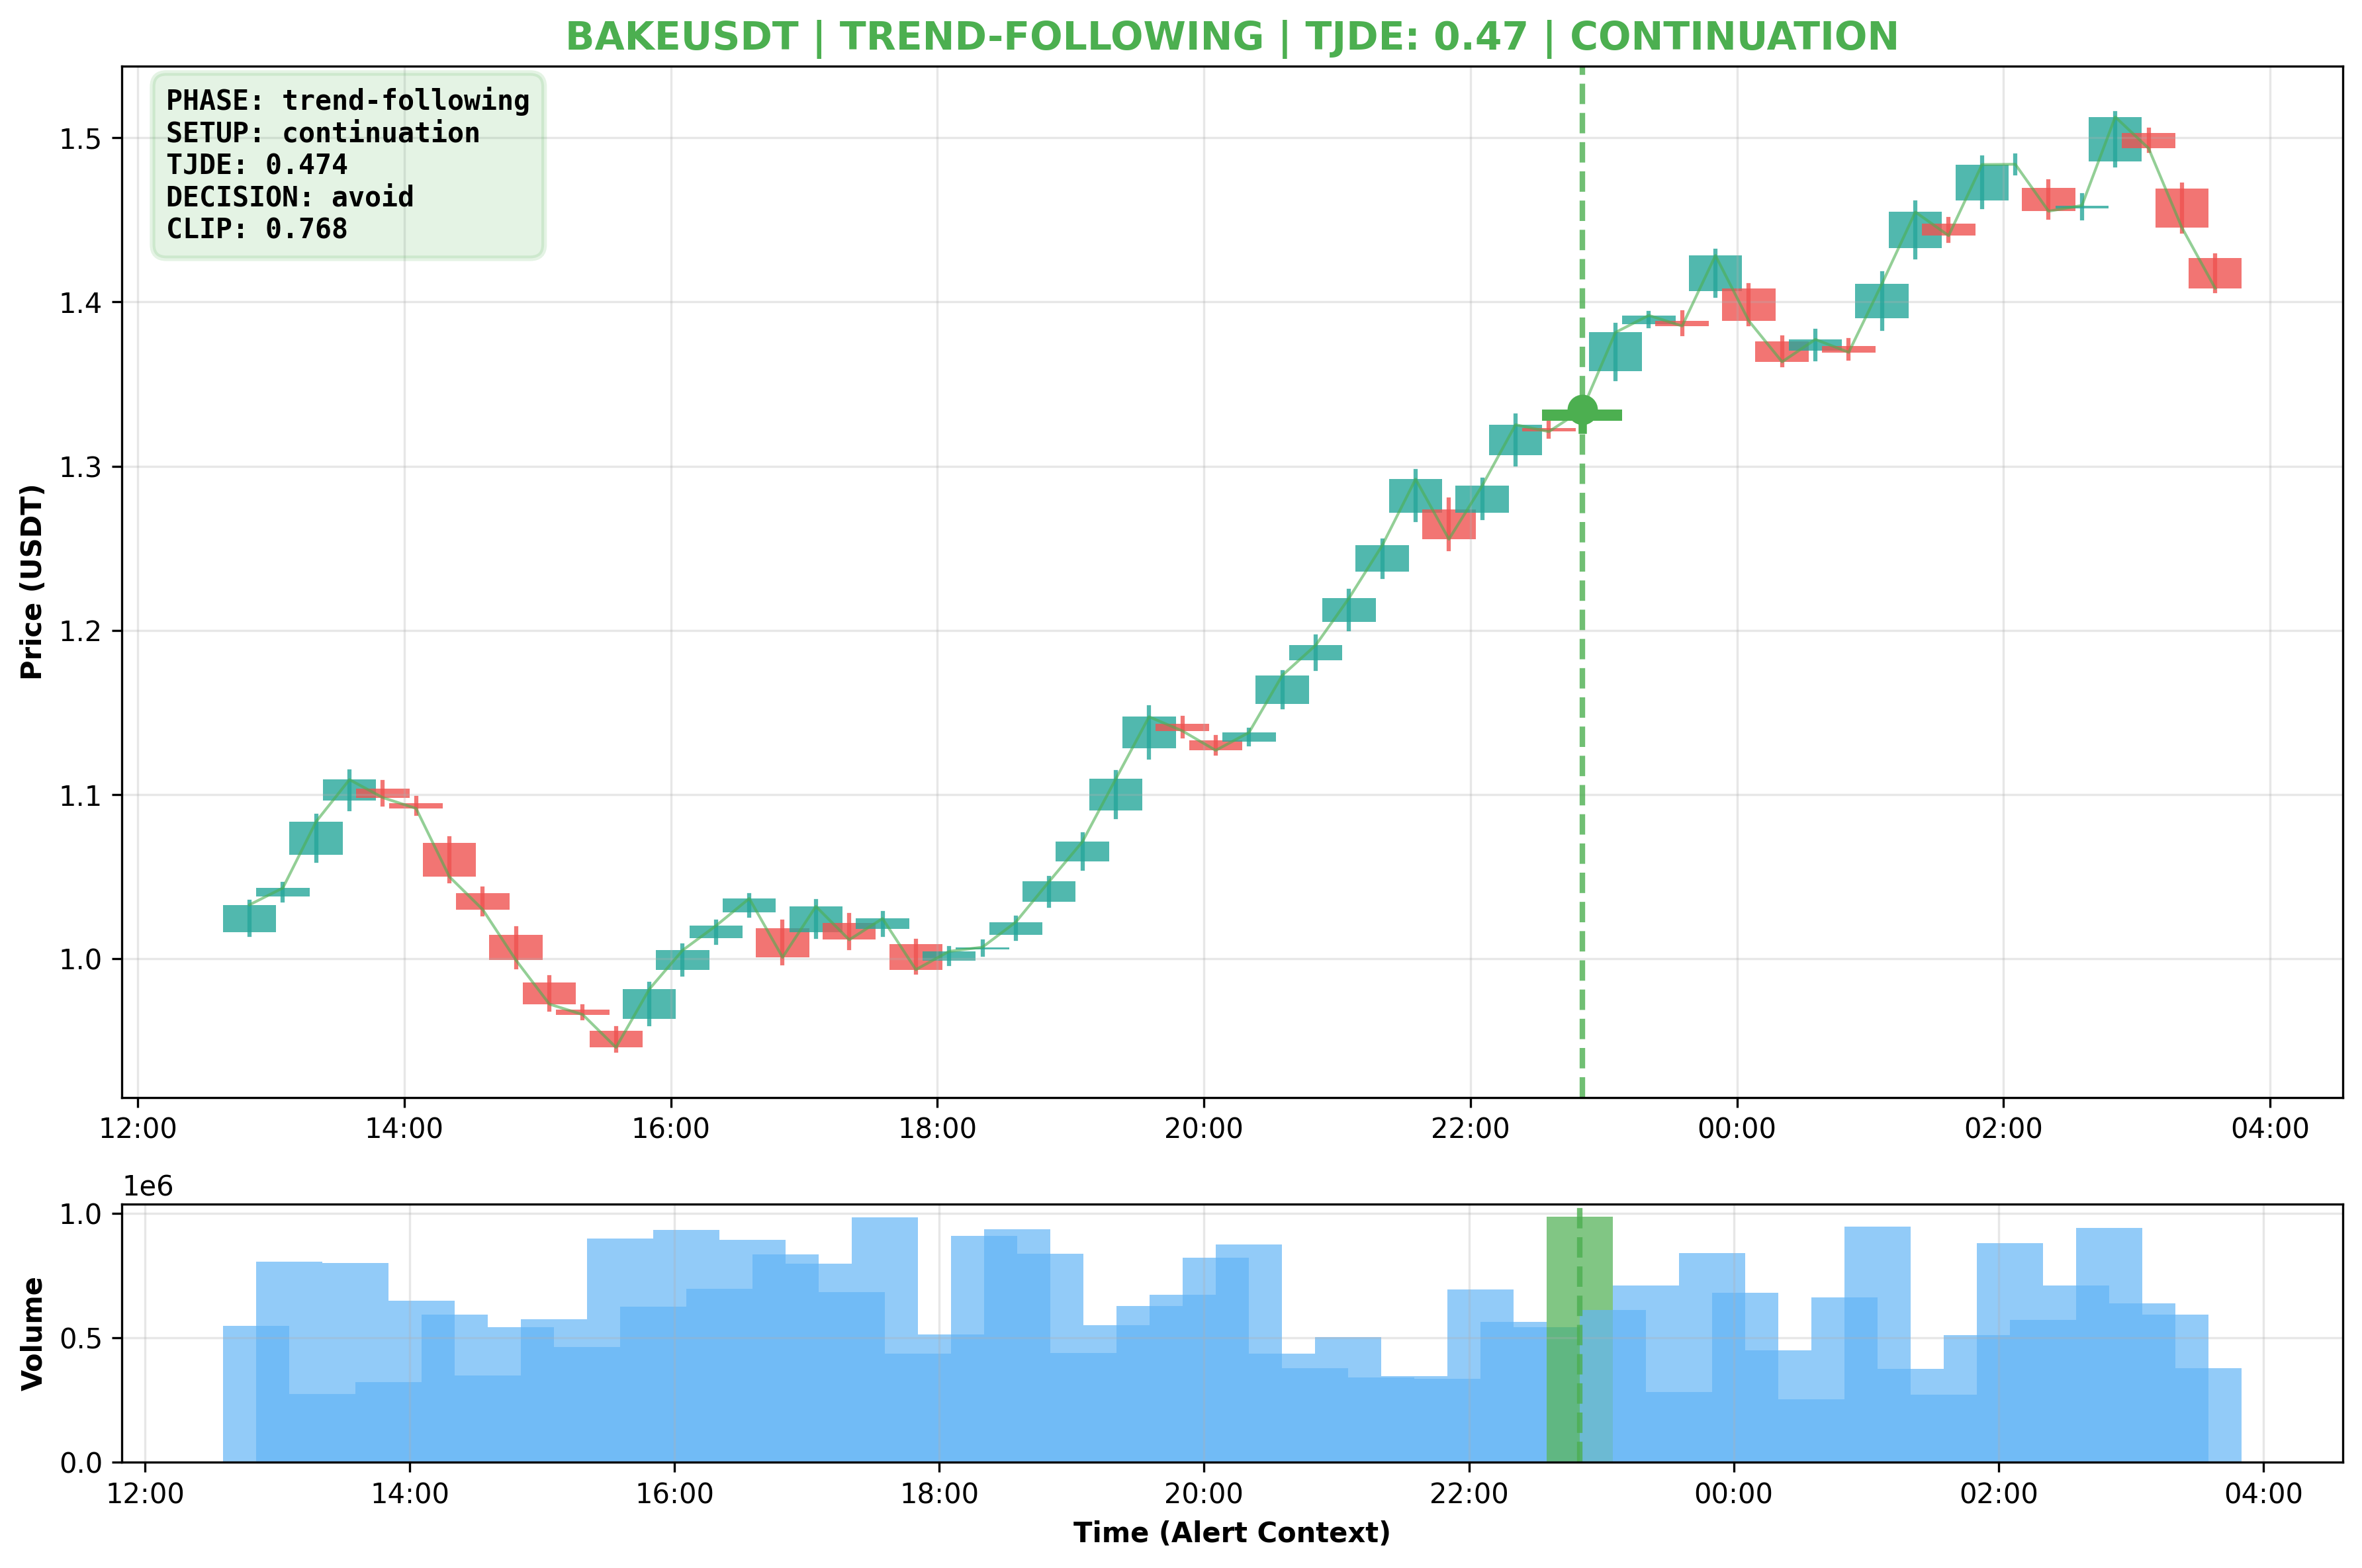 BAKEUSDT | TREND-FOLLOWING | TJDE: 0.47 | CONTINUATION
PHASE: trend-following
SETUP: continuation
TJDE: 0.474
DECISION: avoid
CLIP: 0.768
Price (USDT)
1.5
1.4
1.3
1.2
1.1
1.0
12:00 14:00 16:00 18:00 20:00 22:00 00:00 02:00 04:00
1e6
Volume
1.0
0.5
0.0
12:00 14:00 16:00 18:00 20:00 22:00 00:00 02:00 04:00
Time (Alert Context)